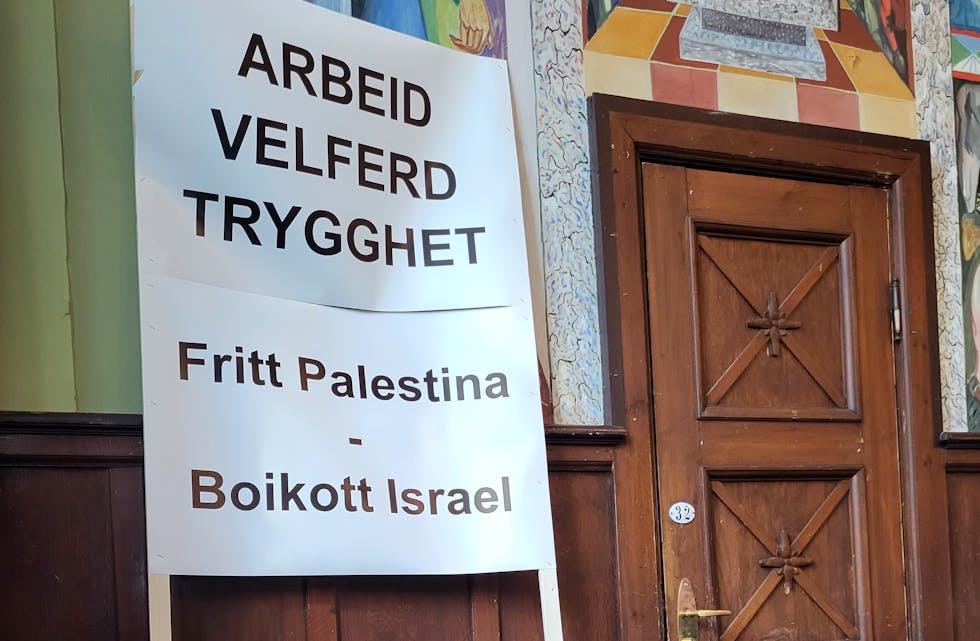 ARBEID
VELFERD
TRYGGHET
Fritt Palestina
-
Boikott Israel
32